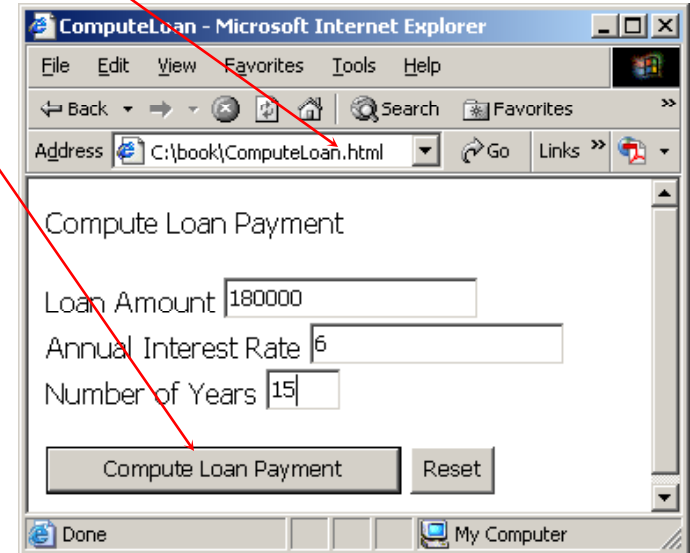 ComputeLoan - Microsoft Internet Explorer
File Edit View Favorites Tools Help
Back Search Favorites »
Address C:\book\ComputeLoan.html Go Links »
Compute Loan Payment
Loan Amount 180000
Annual Interest Rate 6
Number of Years 15
Compute Loan Payment Reset
Done My Computer